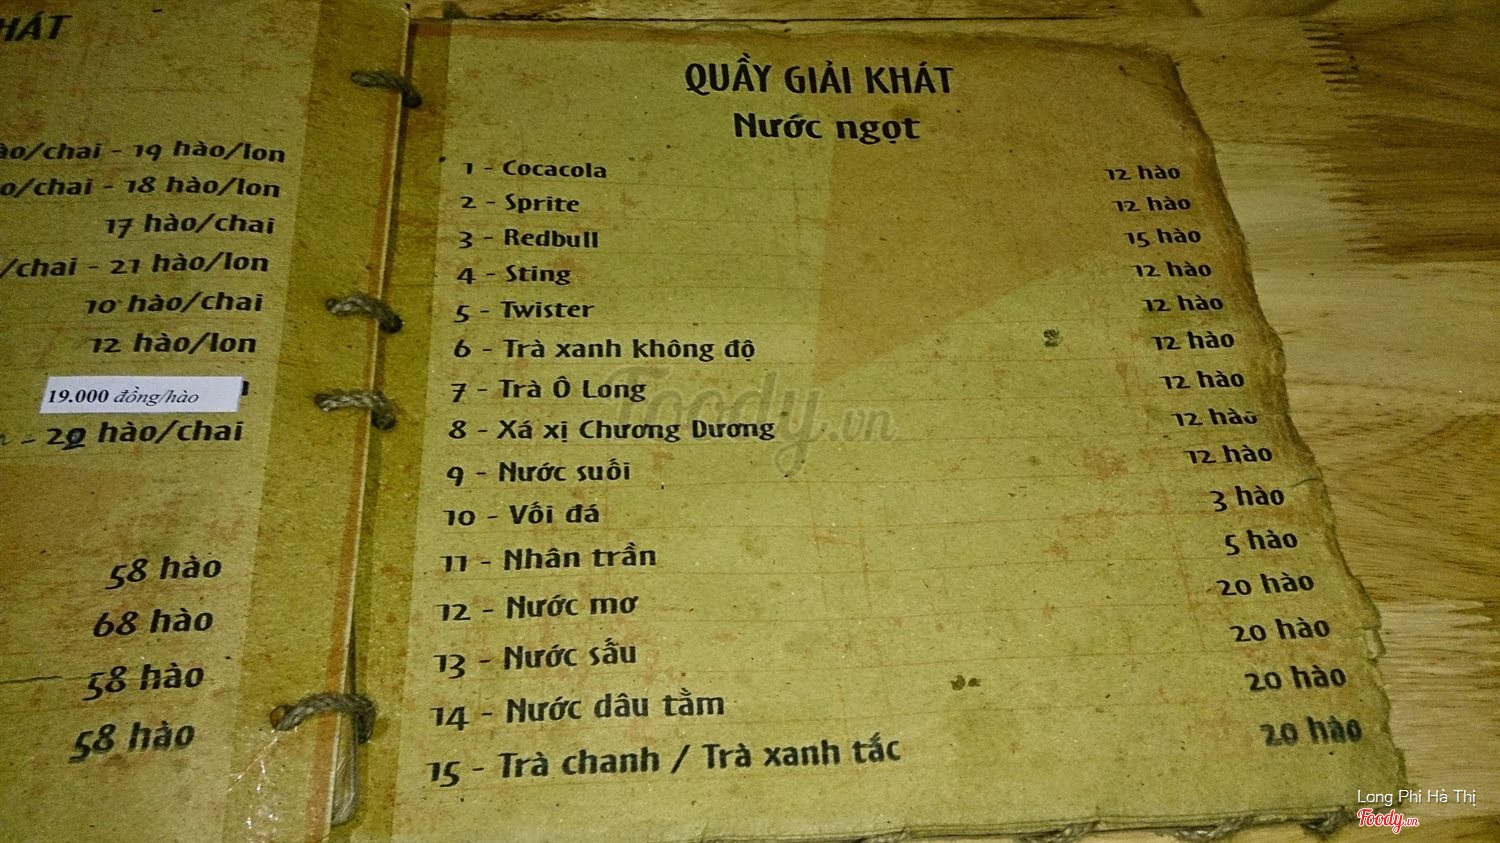 HÁT
ào/chai - 19 hào/lon
o/chai - 18 hào/lon
17 hào/chai
/chai - 21 hào/lon
10 hào/chai
12 hào/lon
19.000 đồng/hào
- 20 hào/chai
58 hào
68 hào
58 hào
58 hào
QUẦY GIẢI KHÁT
Nước ngọt
1 - Cocacola 12 hào
2 - Sprite 12 hào
3 - Redbull 15 hào
4 - Sting 12 hào
5 - Twister 12 hào
6 - Trà xanh không độ 12 hào
7 - Trà Ô Long 12 hào
8 - Xá xị Chương Dương 12 hào
9 - Nước suối 12 hào
10 - Vối đá 3 hào
11 - Nhân trần 5 hào
12 - Nước mơ 20 hào
13 - Nước sấu 20 hào
14 - Nước dâu tằm 20 hào
15 - Trà chanh / Trà xanh tắc 20 hào
Foody.vn
Long Phi Hà Thị
Foody.vn